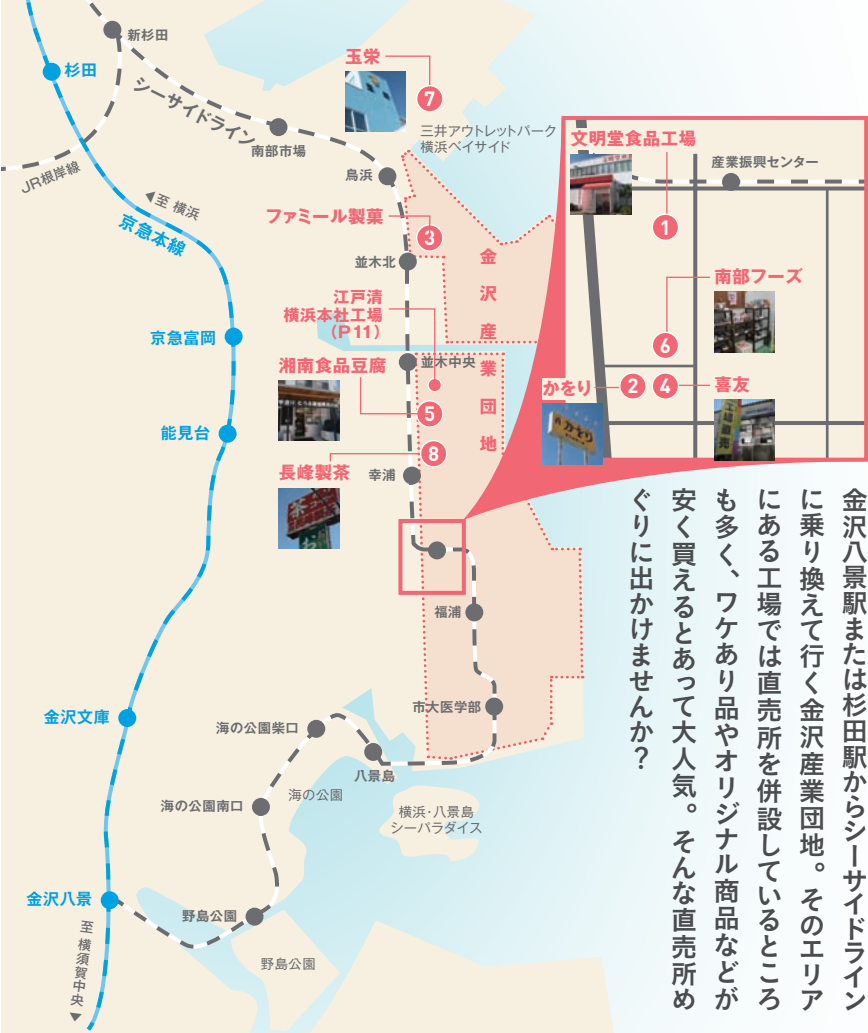 新杉田
杉田
シーサイドライン
南部市場
JR根岸線
至 横浜
京急本線
鳥浜
玉栄
7
三井アウトレットパーク
横浜ベイサイド
ファミール製菓
3
並木北
金沢産業団地
江戸清
横浜本社工場
(P11)
並木中央
湘南食品豆腐
5
8
長峰製茶
幸浦
京急富岡
能見台
福浦
市大医学部
金沢文庫
海の公園柴口
八景島
海の公園
海の公園南口
横浜・八景島
シーパラダイス
金沢八景
野島公園
野島公園
至 横須賀中央
文明堂食品工場
産業振興センター
1
南部フーズ
6
かをり
2
4
喜友
工場直売
金沢八景駅または杉田駅からシーサイドライン
に乗り換えて行く金沢産業団地。そのエリア
にある工場では直売所を併設しているところ
も多く、ワケあり品やオリジナル商品などが
安く買えるとあって大人気。そんな直売所め
ぐりに出かけませんか？